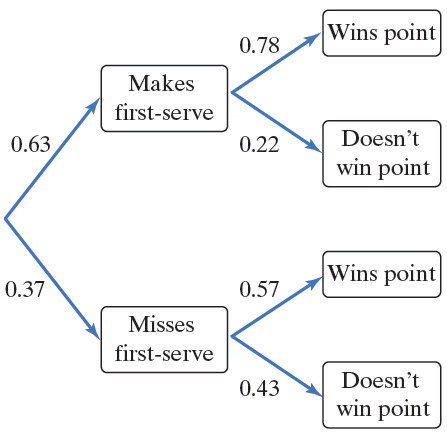 0.78
Wins point
Makes
first-serve
0.63
0.22
Doesn't
win point
0.37
0.57
Wins point
Misses
first-serve
0.43
Doesn't
win point